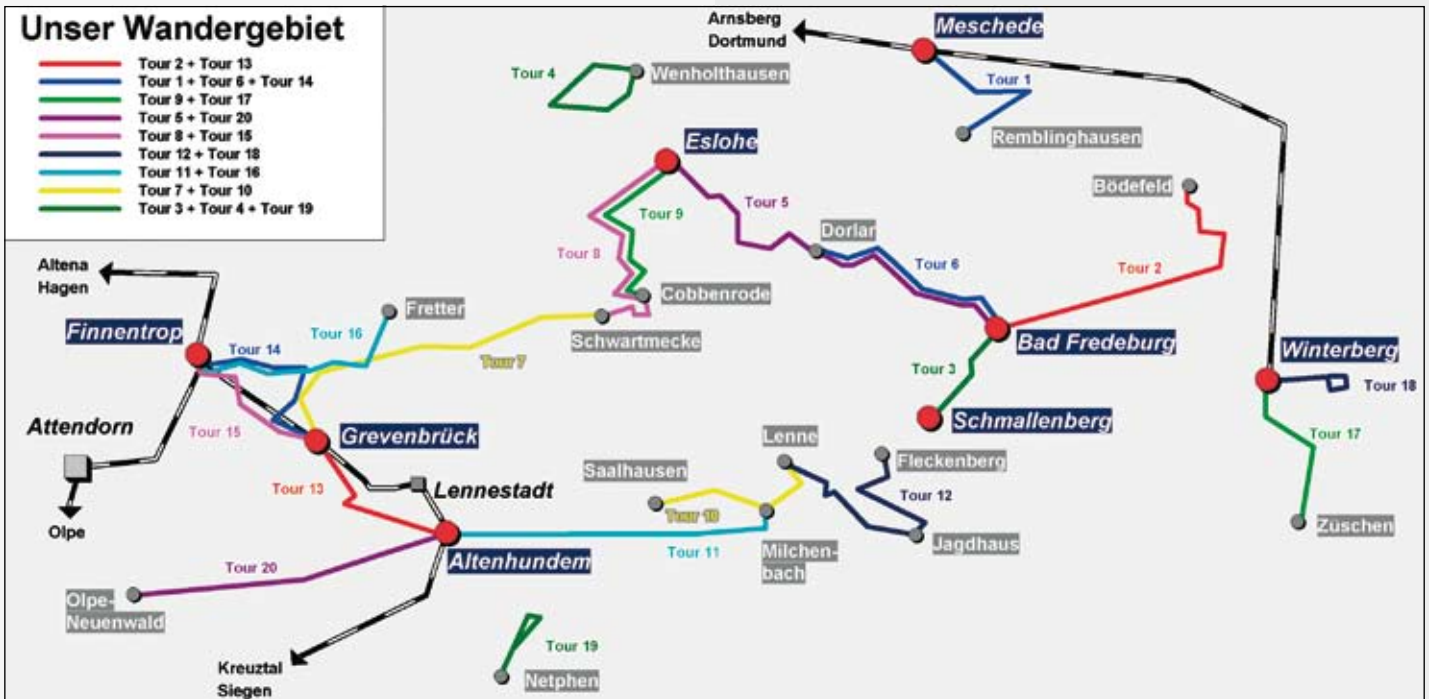 Unser Wandergebiet
Tour 2 + Tour 13
Tour 1 + Tour 6 + Tour 14
Tour 9 + Tour 17
Tour 5 + Tour 20
Tour 8 + Tour 15
Tour 12 + Tour 18
Tour 11 + Tour 16
Tour 7 + Tour 10
Tour 3 + Tour 4 + Tour 19
Arnsberg
Dortmund
Meschede
Tour 4
Wenholthausen
Tour 1
Remblinghausen
Eslohe
Bödefeld
Tour 5
Tour 9
Dorlar
Tour 8
Tour 6
Tour 2
Altena
Hagen
Cobbenrode
Fretter
Finnentrop
Tour 16
Schwartmecke
Bad Fredeburg
Tour 14
Tour 7
Winterberg
Tour 3
Tour 18
Attendorn
Schmallenberg
Tour 15
Grevenbrück
Tour 17
Lenne
Fleckenberg
Saalhausen
Tour 13
Lennestadt
Tour 12
Tour 10
Olpe
Züschen
Jagdhaus
Tour 11
Milchen-
bach
Altenhundem
Tour 20
Olpe-
Neuenwald
Tour 19
Kreuztal
Siegen
Netphen